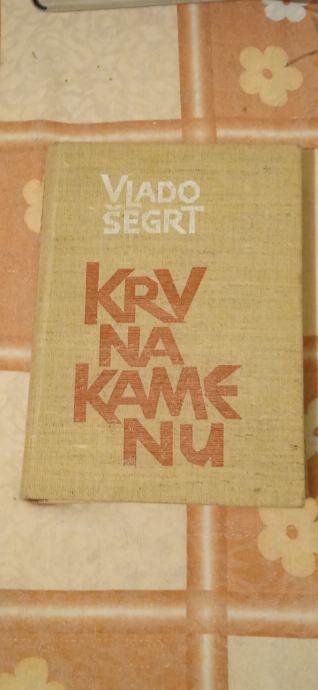 VLADO
ŠEGRT
KRV
NA
KAME
NU